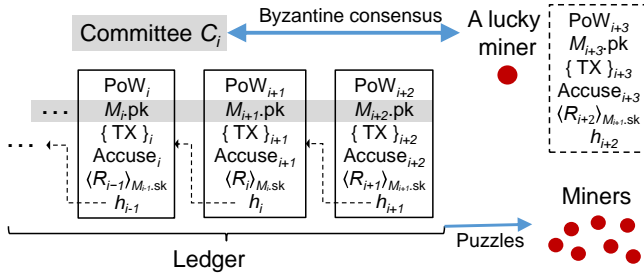 Committee C_i
Byzantine consensus
A lucky
miner
PoW_i
M_i.pk
{ TX }_i
Accuse_i
⟨R_{i−1}⟩_{M_{i-1}.sk}
h_{i-1}
PoW_{i+1}
M_{i+1}.pk
{ TX }_{i+1}
Accuse_{i+1}
⟨R_i⟩_{M_i.sk}
h_i
PoW_{i+2}
M_{i+2}.pk
{ TX }_{i+2}
Accuse_{i+2}
⟨R_{i+1}⟩_{M_{i+1}.sk}
h_{i+1}
PoW_{i+3}
M_{i+3}.pk
{ TX }_{i+3}
Accuse_{i+3}
⟨R_{i+2}⟩_{M_{i+1}.sk}
h_{i+2}
...
...
Ledger
Puzzles
Miners